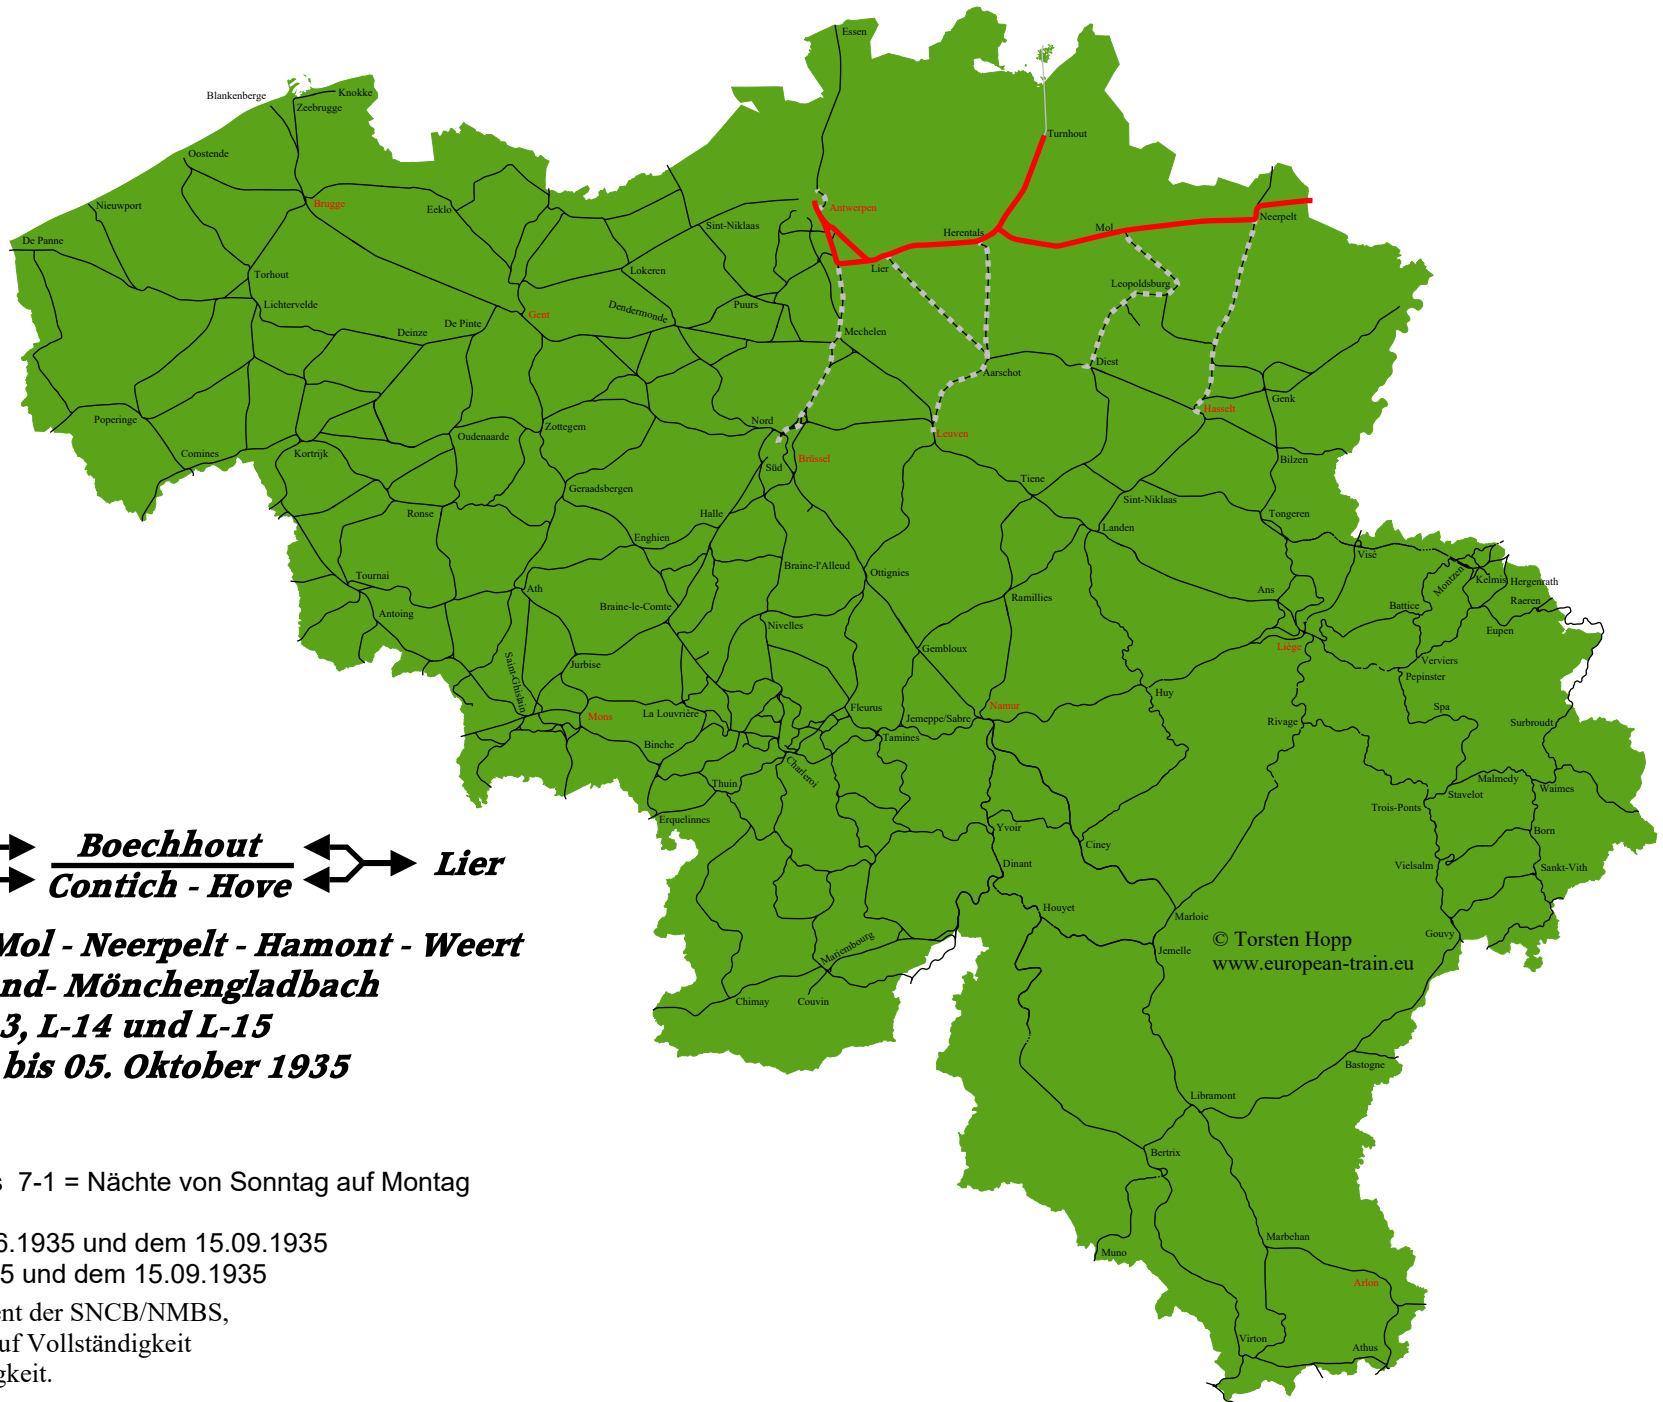 Essen
Blankenberge
Knokke
Zeebrugge
Turnhout
Oostende
Nieuwport
Brugge
Eeklo
Antwerpen
Neerpelt
Sint-Niklaas
Herentals
Mol
De Panne
Lier
Torhout
Lokeren
Leopoldsburg
Lichtervelde
Dendermonde
Puurs
Gent
De Pinte
Deinze
Mechelen
Diest
Aarschot
Genk
Hasselt
Poperinge
Nord
Zottegem
Oudenaarde
Leuven
Comines
Kortrijk
Brüssel
Bilzen
Süd
Tiene
Geraadsbergen
Sint-Niklaas
Ronse
Halle
Tongeren
Landen
Enghien
Visé
Braine-l'Alleud
Ottignies
Tournai
Montzen
Kelmis
Hergenrath
Ath
Ans
Ramillies
Raeren
Braine-le-Comte
Battice
Antoing
Nivelles
Eupen
Gembloux
Liège
Jurbise
Saint-Ghislain
Verviers
Pepinster
Huy
Fleurus
Namur
Spa
La Louvrière
Mons
Jemeppe/Sabre
Rivage
Surbroudt
Tamines
Binche
Charleroi
Thuin
Malmedy
Waimes
Stavelot
Trois-Ponts
Erquelinnes
Yvoir
Born
Ciney
Dinant
Vielsalm
Sankt-Vith
Houyet
Marloie
Gouvy
Mariembourg
Jemelle
Chimay
Couvin
© Torsten Hopp
www.european-train.eu
Bastogne
Libramont
Bertrix
Marbehan
Muno
Arlon
Virton
Athus
Boechhout
Contich - Hove
Lier
Mol - Neerpelt - Hamont - Weert
nd- Mönchengladbach
3, L-14 und L-15
bis 05. Oktober 1935
s 7-1 = Nächte von Sonntag auf Montag
6.1935 und dem 15.09.1935
5 und dem 15.09.1935
ent der SNCB/NMBS,
uf Vollständigkeit
gkeit.